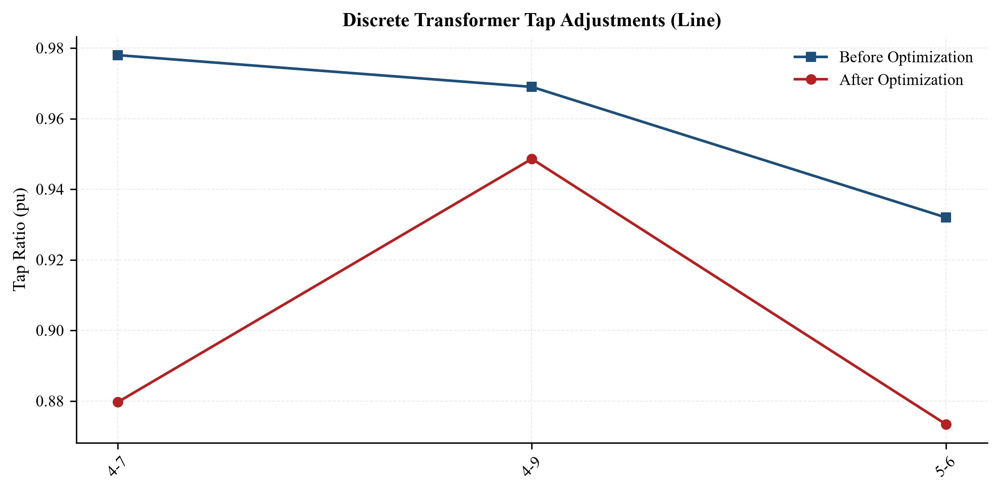 Discrete Transformer Tap Adjustments (Line)
0.98
0.96
0.94
0.92
0.90
0.88
Tap Ratio (pu)
Before Optimization
After Optimization
4-7
4-9
5-6